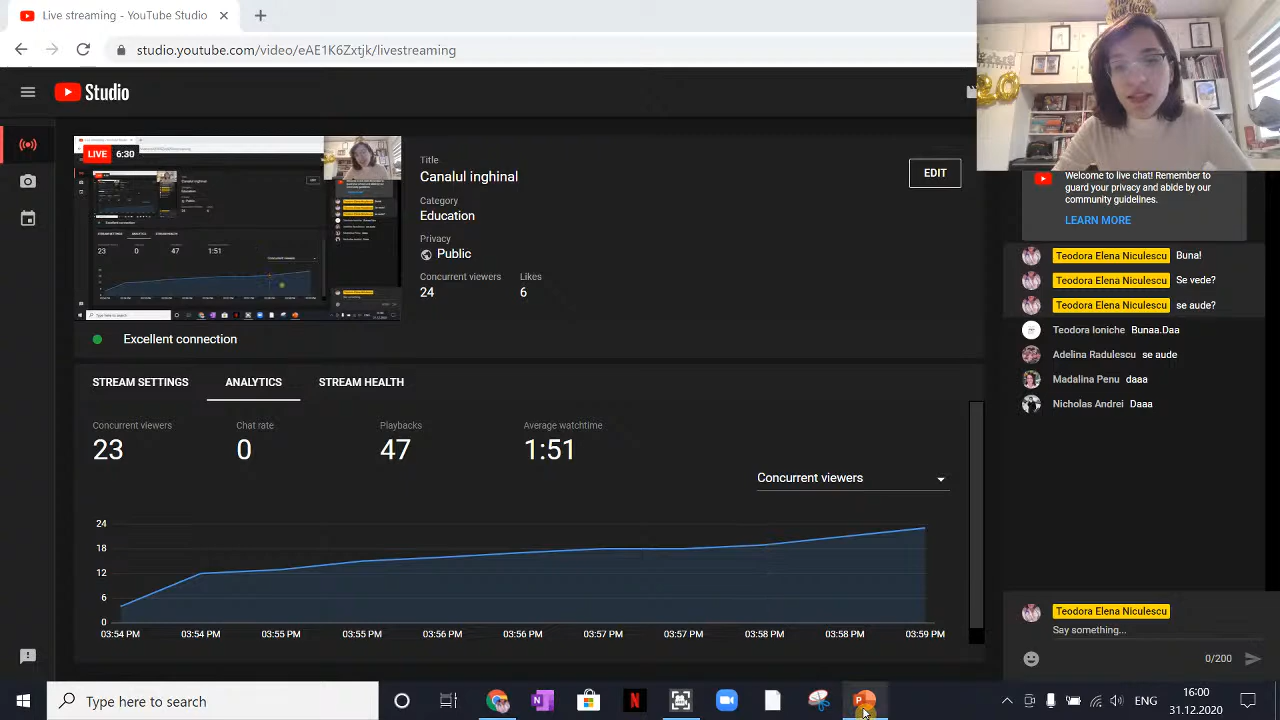 Live streaming - YouTube Studio
studio.youtube.com/video/eAE1K6Zxtjk/livestreaming
Studio
LIVE 6:30
Title
Canalul inghinal
Category
Education
Privacy
Public
Concurrent viewers Likes
24 6
EDIT
Excellent connection
STREAM SETTINGS ANALYTICS STREAM HEALTH
Concurrent viewers Chat rate Playbacks Average watchtime
23 0 47 1:51
Concurrent viewers
24
18
12
6
0
03:54 PM 03:54 PM 03:55 PM 03:55 PM 03:56 PM 03:56 PM 03:57 PM 03:57 PM 03:58 PM 03:58 PM 03:59 PM
Welcome to live chat! Remember to
guard your privacy and abide by our
community guidelines.
LEARN MORE
Teodora Elena Niculescu Buna!
Teodora Elena Niculescu Se vede?
Teodora Elena Niculescu se aude?
Teodora Ioniche Bunaa.Daa
Adelina Radulescu se aude
Madalina Penu daaa
Nicholas Andrei Daaa
Teodora Elena Niculescu
Say something...
0/200
Type here to search
ENG
16:00
31.12.2020